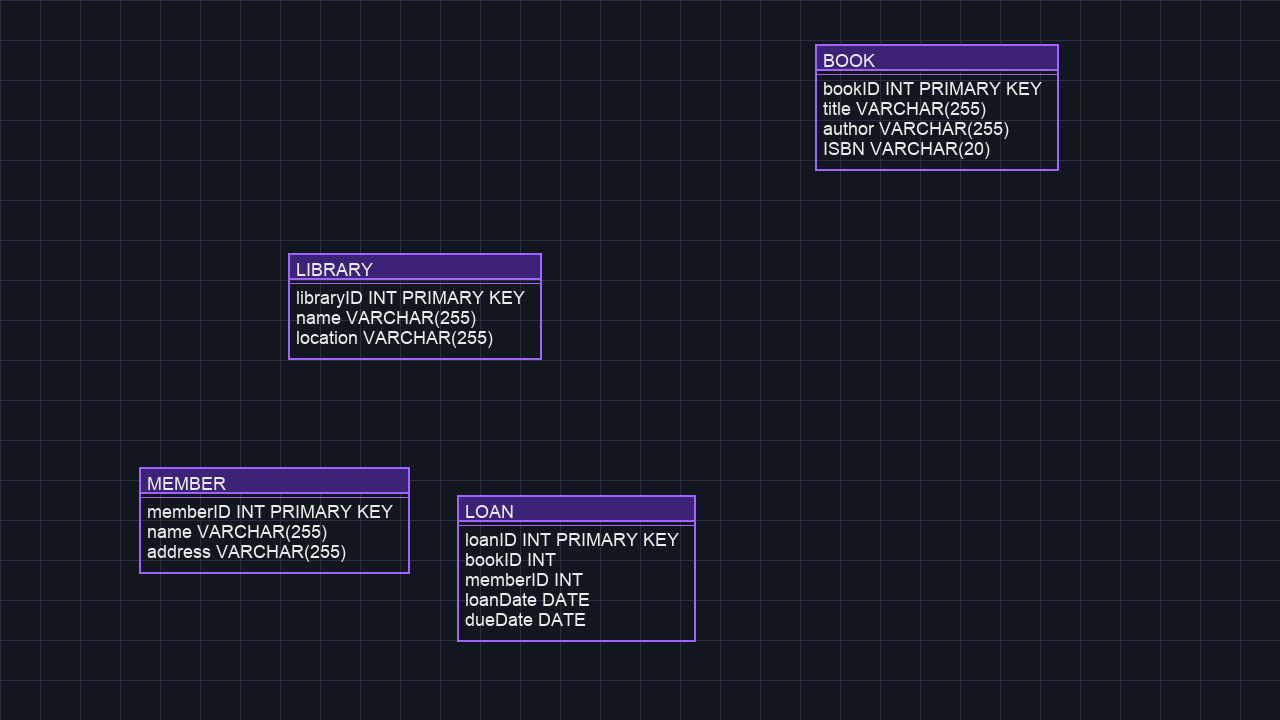 BOOK
bookID INT PRIMARY KEY
title VARCHAR(255)
author VARCHAR(255)
ISBN VARCHAR(20)
LIBRARY
libraryID INT PRIMARY KEY
name VARCHAR(255)
location VARCHAR(255)
MEMBER
memberID INT PRIMARY KEY
name VARCHAR(255)
address VARCHAR(255)
LOAN
loanID INT PRIMARY KEY
bookID INT
memberID INT
loanDate DATE
dueDate DATE